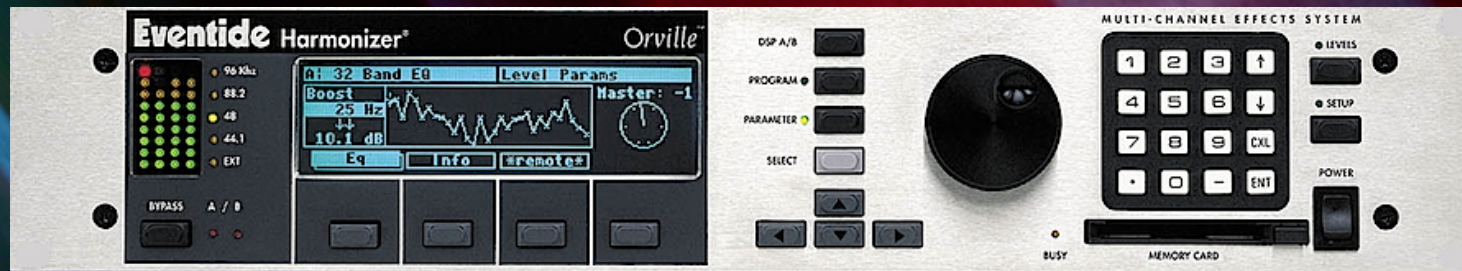 Eventide Harmonizer®
Orville™
96 Khz
88.2
48
44.1
EXT
BYPASS
A / B
A: 32 Band EQ
Level Params
Boost
25 Hz
10.1 dB
Master: -1
Eq
Info
*remote*
DSP A/B
PROGRAM
PARAMETER
SELECT
MULTI-CHANNEL EFFECTS SYSTEM
1 2 3 ↑
4 5 6 ↓
7 8 9 CXL
• 0 – ENT
LEVELS
SETUP
POWER
BUSY
MEMORY CARD